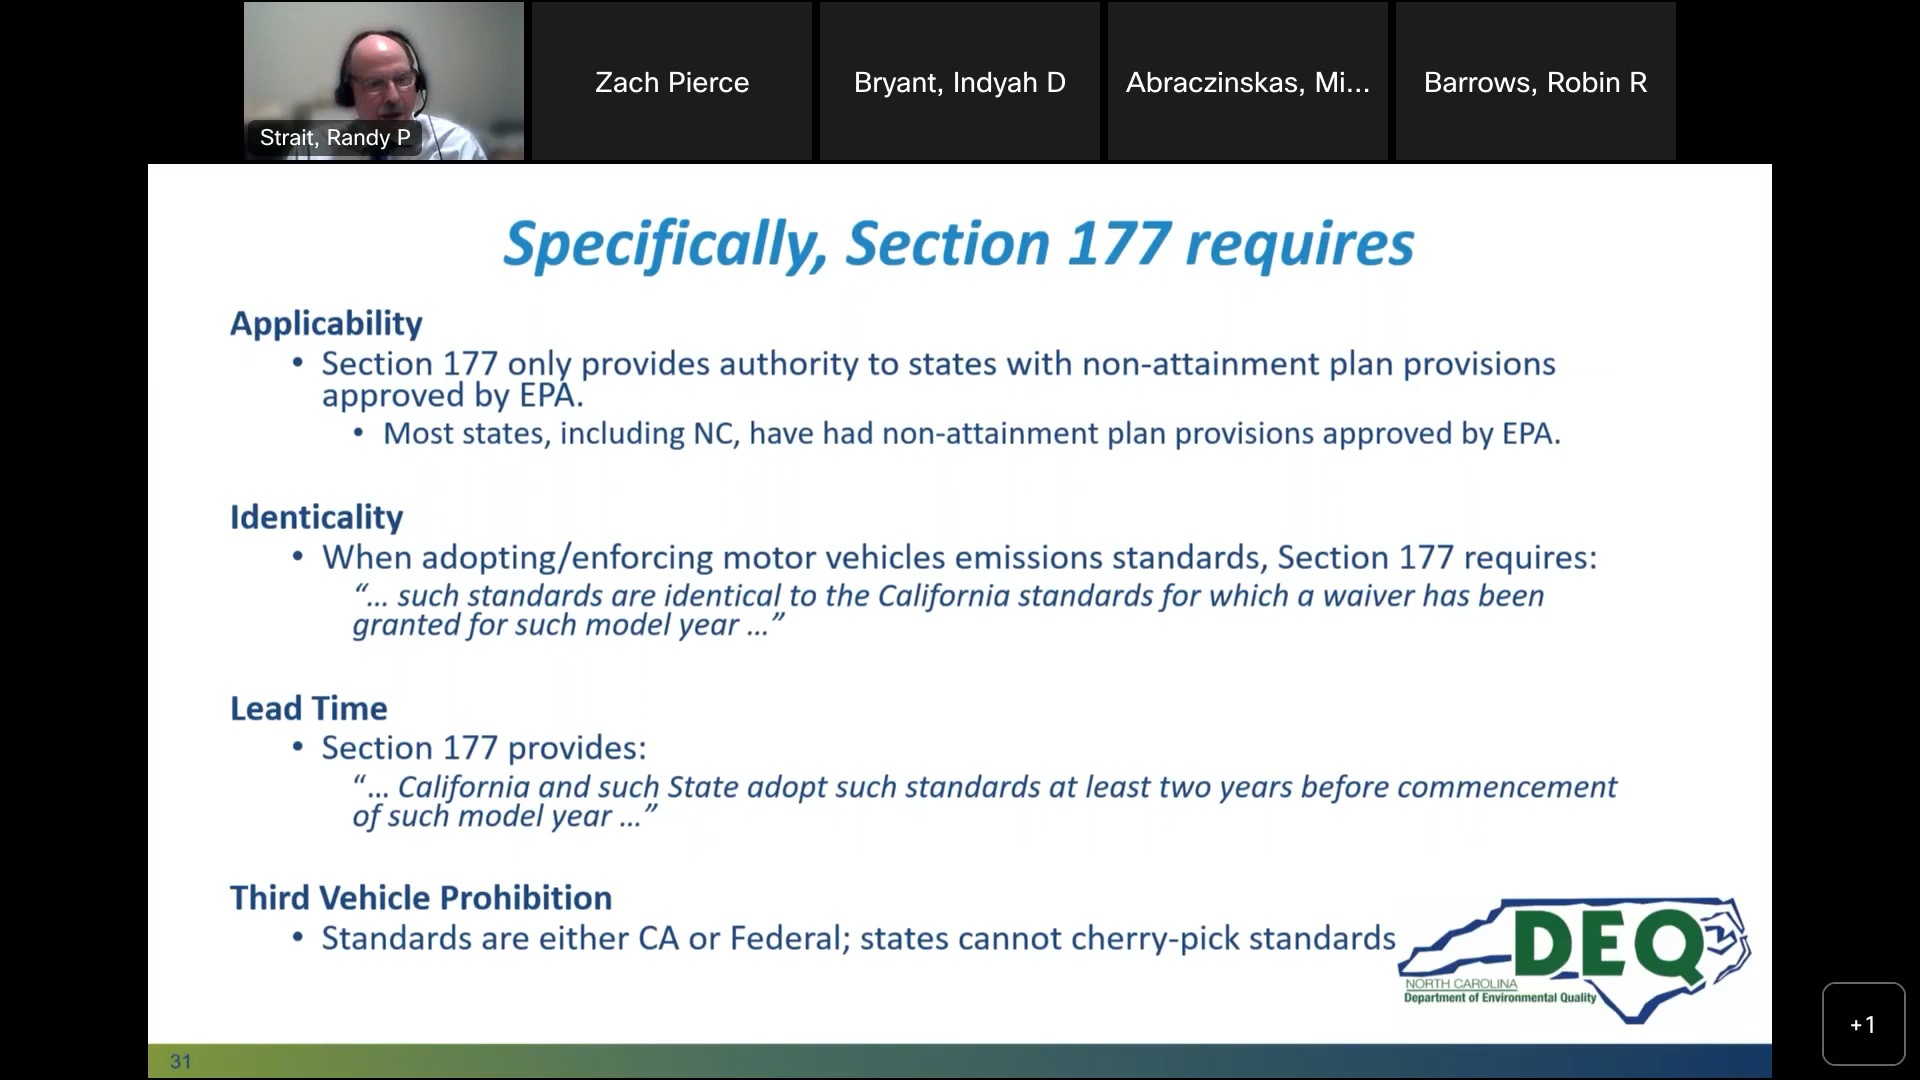 Strait, Randy P
Zach Pierce
Bryant, Indyah D
Abraczinskas, Mi...
Barrows, Robin R
Specifically, Section 177 requires
Applicability
• Section 177 only provides authority to states with non-attainment plan provisions
approved by EPA.
• Most states, including NC, have had non-attainment plan provisions approved by EPA.
Identicality
• When adopting/enforcing motor vehicles emissions standards, Section 177 requires:
“... such standards are identical to the California standards for which a waiver has been
granted for such model year ...”
Lead Time
• Section 177 provides:
“... California and such State adopt such standards at least two years before commencement
of such model year ...”
Third Vehicle Prohibition
• Standards are either CA or Federal; states cannot cherry-pick standards
DEQ
NORTH CAROLINA
Department of Environmental Quality
31
+1